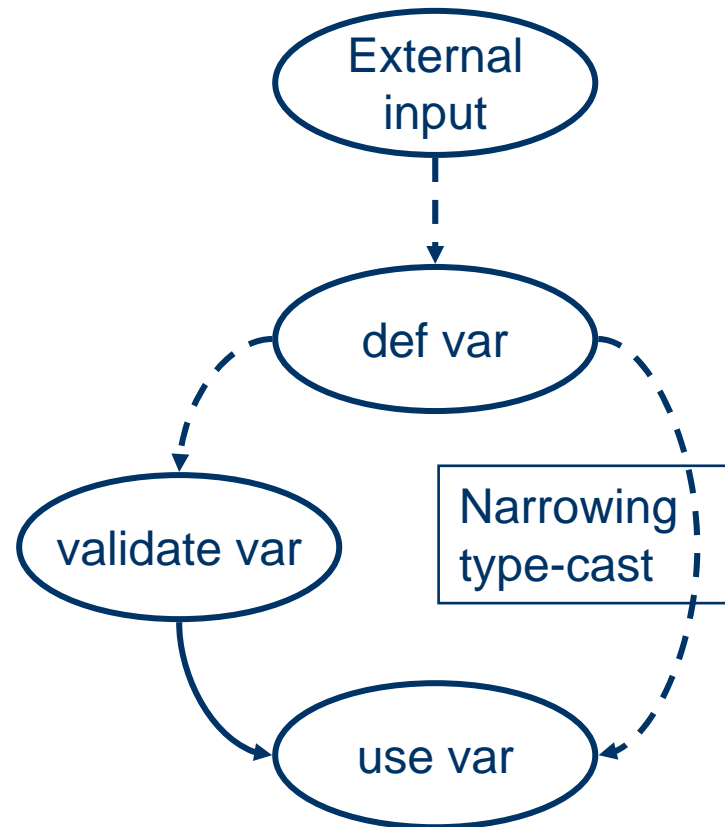 External
input
def var
validate var
Narrowing
type-cast
use var